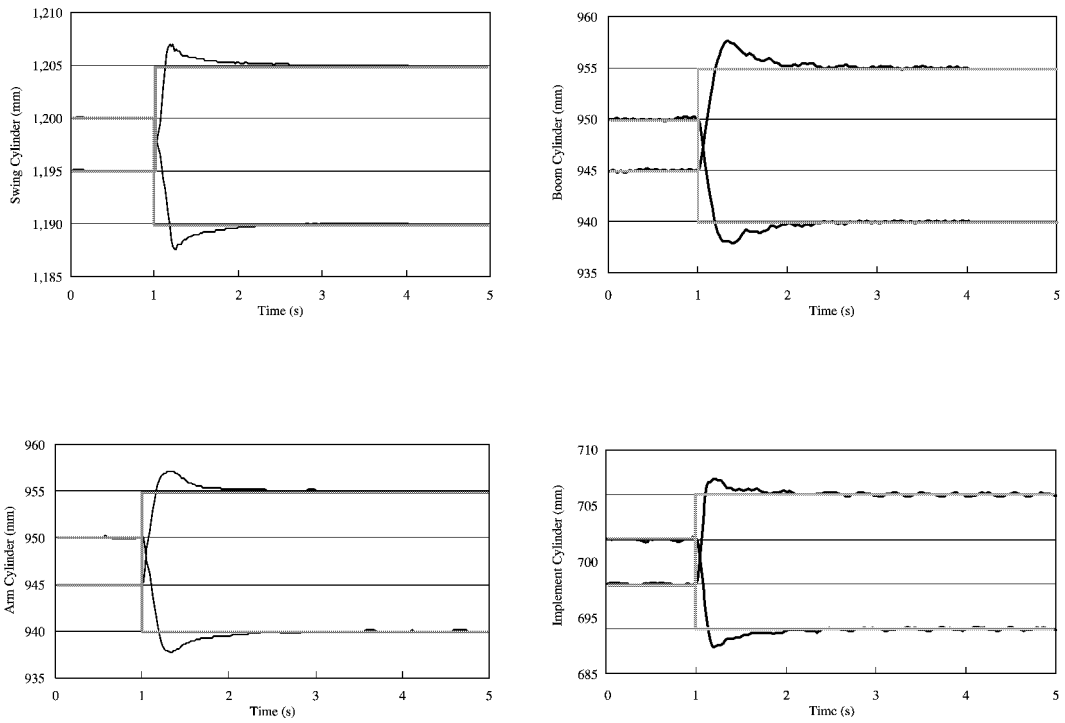 1,210
1,205
1,200
1,195
1,190
1,185
Swing Cylinder (mm)
0 1 2 3 4 5
Time (s)
960
955
950
945
940
935
Boom Cylinder (mm)
0 1 2 3 4 5
Time (s)
960
955
950
945
940
935
Arm Cylinder (mm)
0 1 2 3 4 5
Time (s)
710
705
700
695
685
Implement Cylinder (mm)
0 1 2 3 4 5
Time (s)